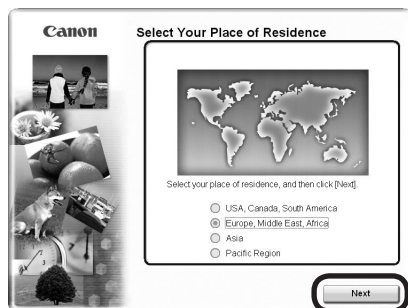 Canon
Select Your Place of Residence
Select your place of residence, and then click [Next].
USA, Canada, South America
Europe, Middle East, Africa
Asia
Pacific Region
Next